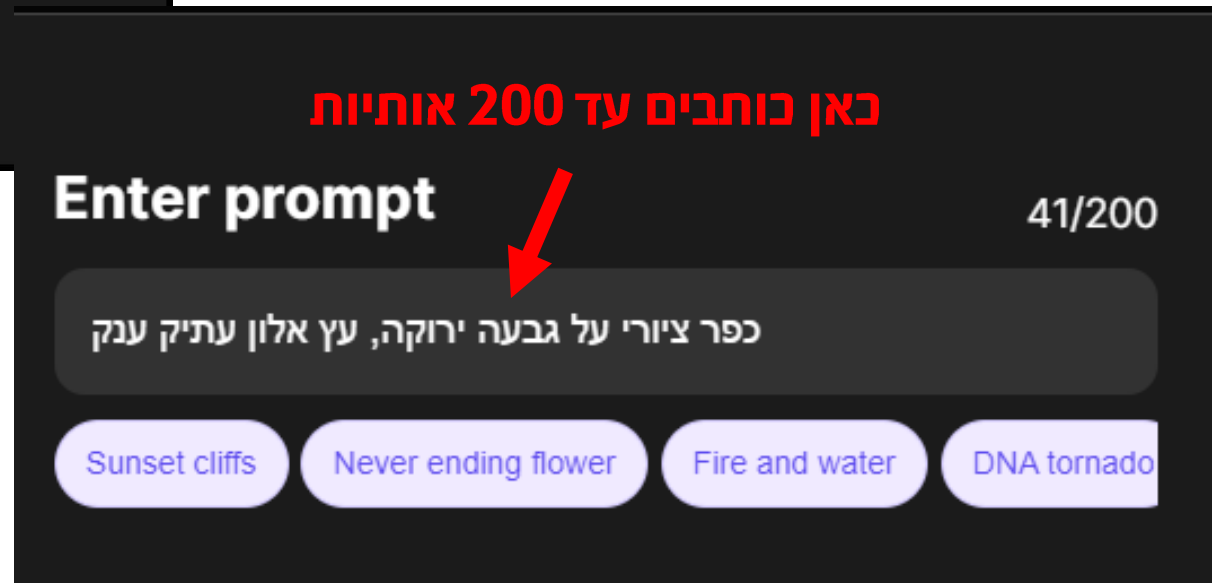 כאן כותבים עד 200 אותיות
Enter prompt
41/200
כפר ציורי על גבעה ירוקה, עץ אלון עתיק ענק
Sunset cliffs
Never ending flower
Fire and water
DNA tornado